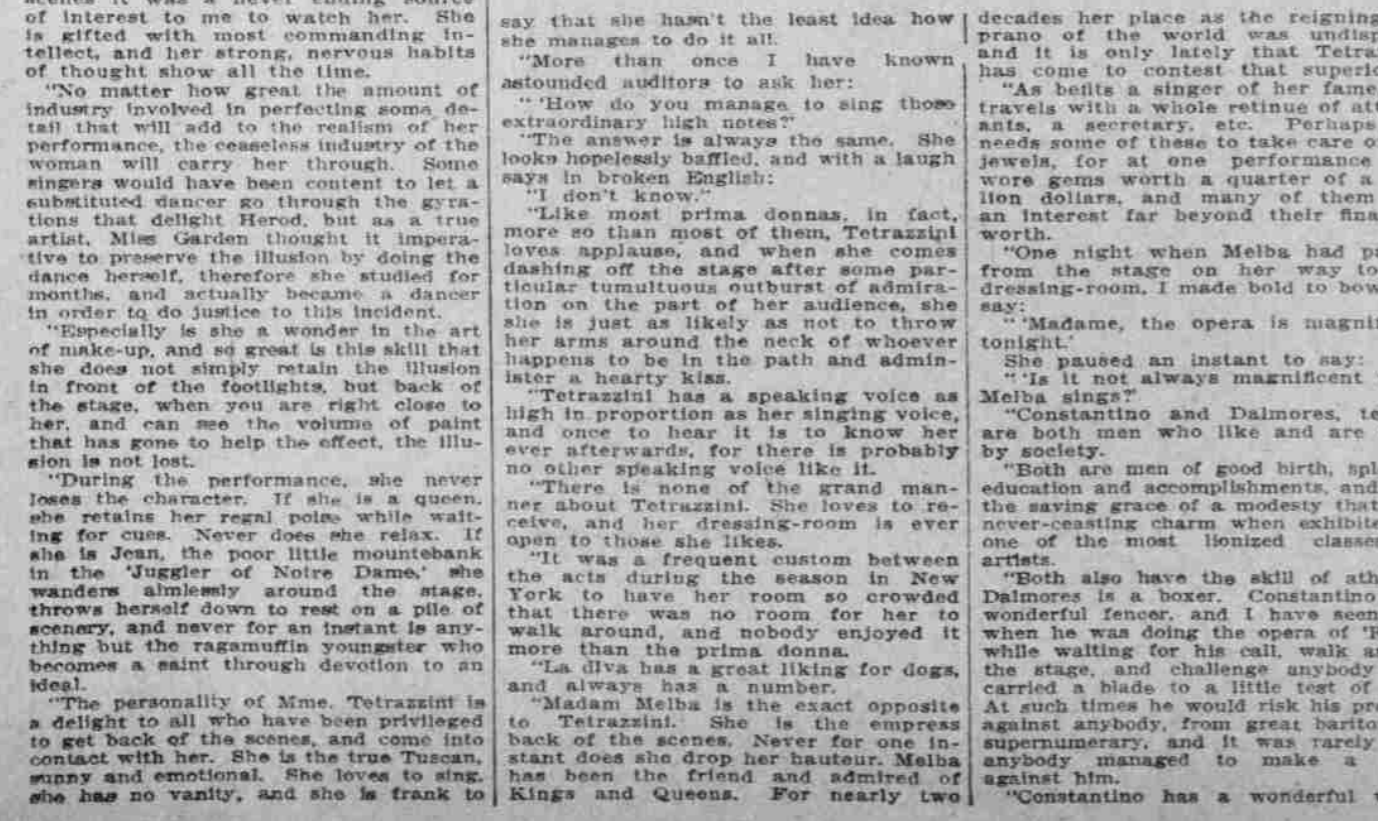 of interest to me to watch her. She
is gifted with most commanding in-
tellect, and her strong, nervous habits
of thought show all the time.
"No matter how great the amount of
industry involved in perfecting some de-
tail that will add to the realism of her
performance, the ceaseless industry of the
woman will carry her through. Some
singers would have been content to let a
substituted dancer go through the gyra-
tions that delight Herod, but as a true
artist, Miss Garden thought it impera-
tive to preserve the illusion by doing the
dance herself, therefore she studied for
months, and actually became a dancer
in order to do justice to this incident.
"Especially is she a wonder in the art
of make-up, and so great is this skill that
she does not simply retain the illusion
in front of the footlights, but back of
the stage, when you are right close to
her, and can see the volume of paint
that has gone to help the effect, the illu-
sion is not lost.
"During the performance, she never
loses the character. If she is a queen,
she retains her regal poise while wait-
ing for cues. Never does she relax. If
she is Jean, the poor little mountebank
in the 'Juggler of Notre Dame,' she
wanders aimlessly around the stage,
throws herself down to rest on a pile of
scenery, and never for an instant is any-
thing but the ragamuffin youngster who
becomes a saint through devotion to an
ideal.
"The personality of Mme. Tetrazzini is
a delight to all who have been privileged
to get back of the scenes, and come into
contact with her. She is the true Tuscan,
sunny and emotional. She loves to sing,
she has no vanity, and she is frank to
say that she hasn't the least idea how
she manages to do it all.
"More than once I have known
astounded auditors to ask her:
"'How do you manage to sing those
extraordinary high notes?'
"The answer is always the same. She
looks hopelessly baffled, and with a laugh
says in broken English:
"I don't know."
"Like most prima donnas, in fact,
more so than most of them, Tetrazzini
loves applause, and when she comes
dashing off the stage after some par-
ticular tumultuous outburst of admira-
tion on the part of her audience, she
she is just as likely as not to throw
her arms around the neck of whoever
happens to be in the path and admin-
ister a hearty kiss.
"Tetrazzini has a speaking voice as
high in proportion as her singing voice,
and once to hear it is to know her
ever afterwards, for there is probably
no other speaking voice like it.
"There is none of the grand man-
ner about Tetrazzini. She loves to re-
ceive, and her dressing-room is ever
open to those she likes.
"It was a frequent custom between
the acts during the season in New
York to have her room so crowded
that there was no room for her to
walk around, and nobody enjoyed it
more than the prima donna.
"La diva has a great liking for dogs,
and always has a number.
"Madam Melba is the exact opposite
to Tetrazzini. She is the empress
back of the scenes. Never for one in-
stant does she drop her hauteur. Melba
has been the friend and admired of
Kings and Queens. For nearly two
decades her place as the reigning
prano of the world was undisp
and it is only lately that Tetra
has come to contest that superio
"As befits a singer of her fame
travels with a whole retinue of att
ants, a secretary, etc. Perhaps
needs some of these to take care o
jewels, for at one performance
wore gems worth a quarter of a
lion dollars, and many of them
an interest far beyond their fina
worth.
"One night when Melba had pa
from the stage on her way to
dressing-room, I made bold to bow
say:
"'Madame, the opera is magnif
tonight.'
She paused an instant to say:
"'Is it not always magnificent
Melba sings?'
"Constantino and Dalmores, te
are both men who like and are
by society.
"Both are men of good birth, spl
education and accomplishments, and
the saving grace of a modesty that
never-ceasting charm when exhibite
one of the most lionized classe
artists.
"Both also have the skill of ath
Dalmores is a boxer. Constantino
wonderful fencer, and I have seen
when he was doing the opera of
while waiting for his call, walk a
the stage, and challenge anybody
carried a blade to a little test of
At such times he would risk his pr
against anybody, from great barito
supernumerary, and it was rarely
anybody managed to make a
against him.
"Constantino has a wonderful